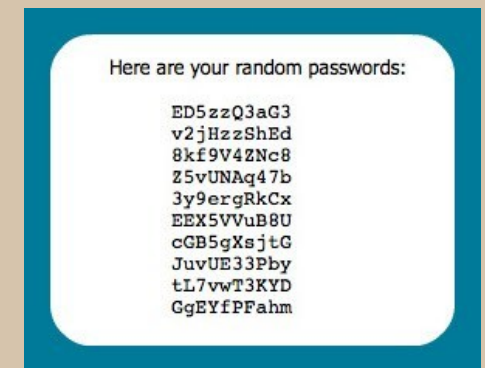 Here are your random passwords:
ED5zzQ3aG3
v2jHzzShEd
8kf9V4ZNc8
Z5vUNAq47b
3y9ergRkCx
EEX5VVuB8U
cGB5gXsjtG
JuvUE33Pby
tL7vwT3KYD
GgEYfPFahm